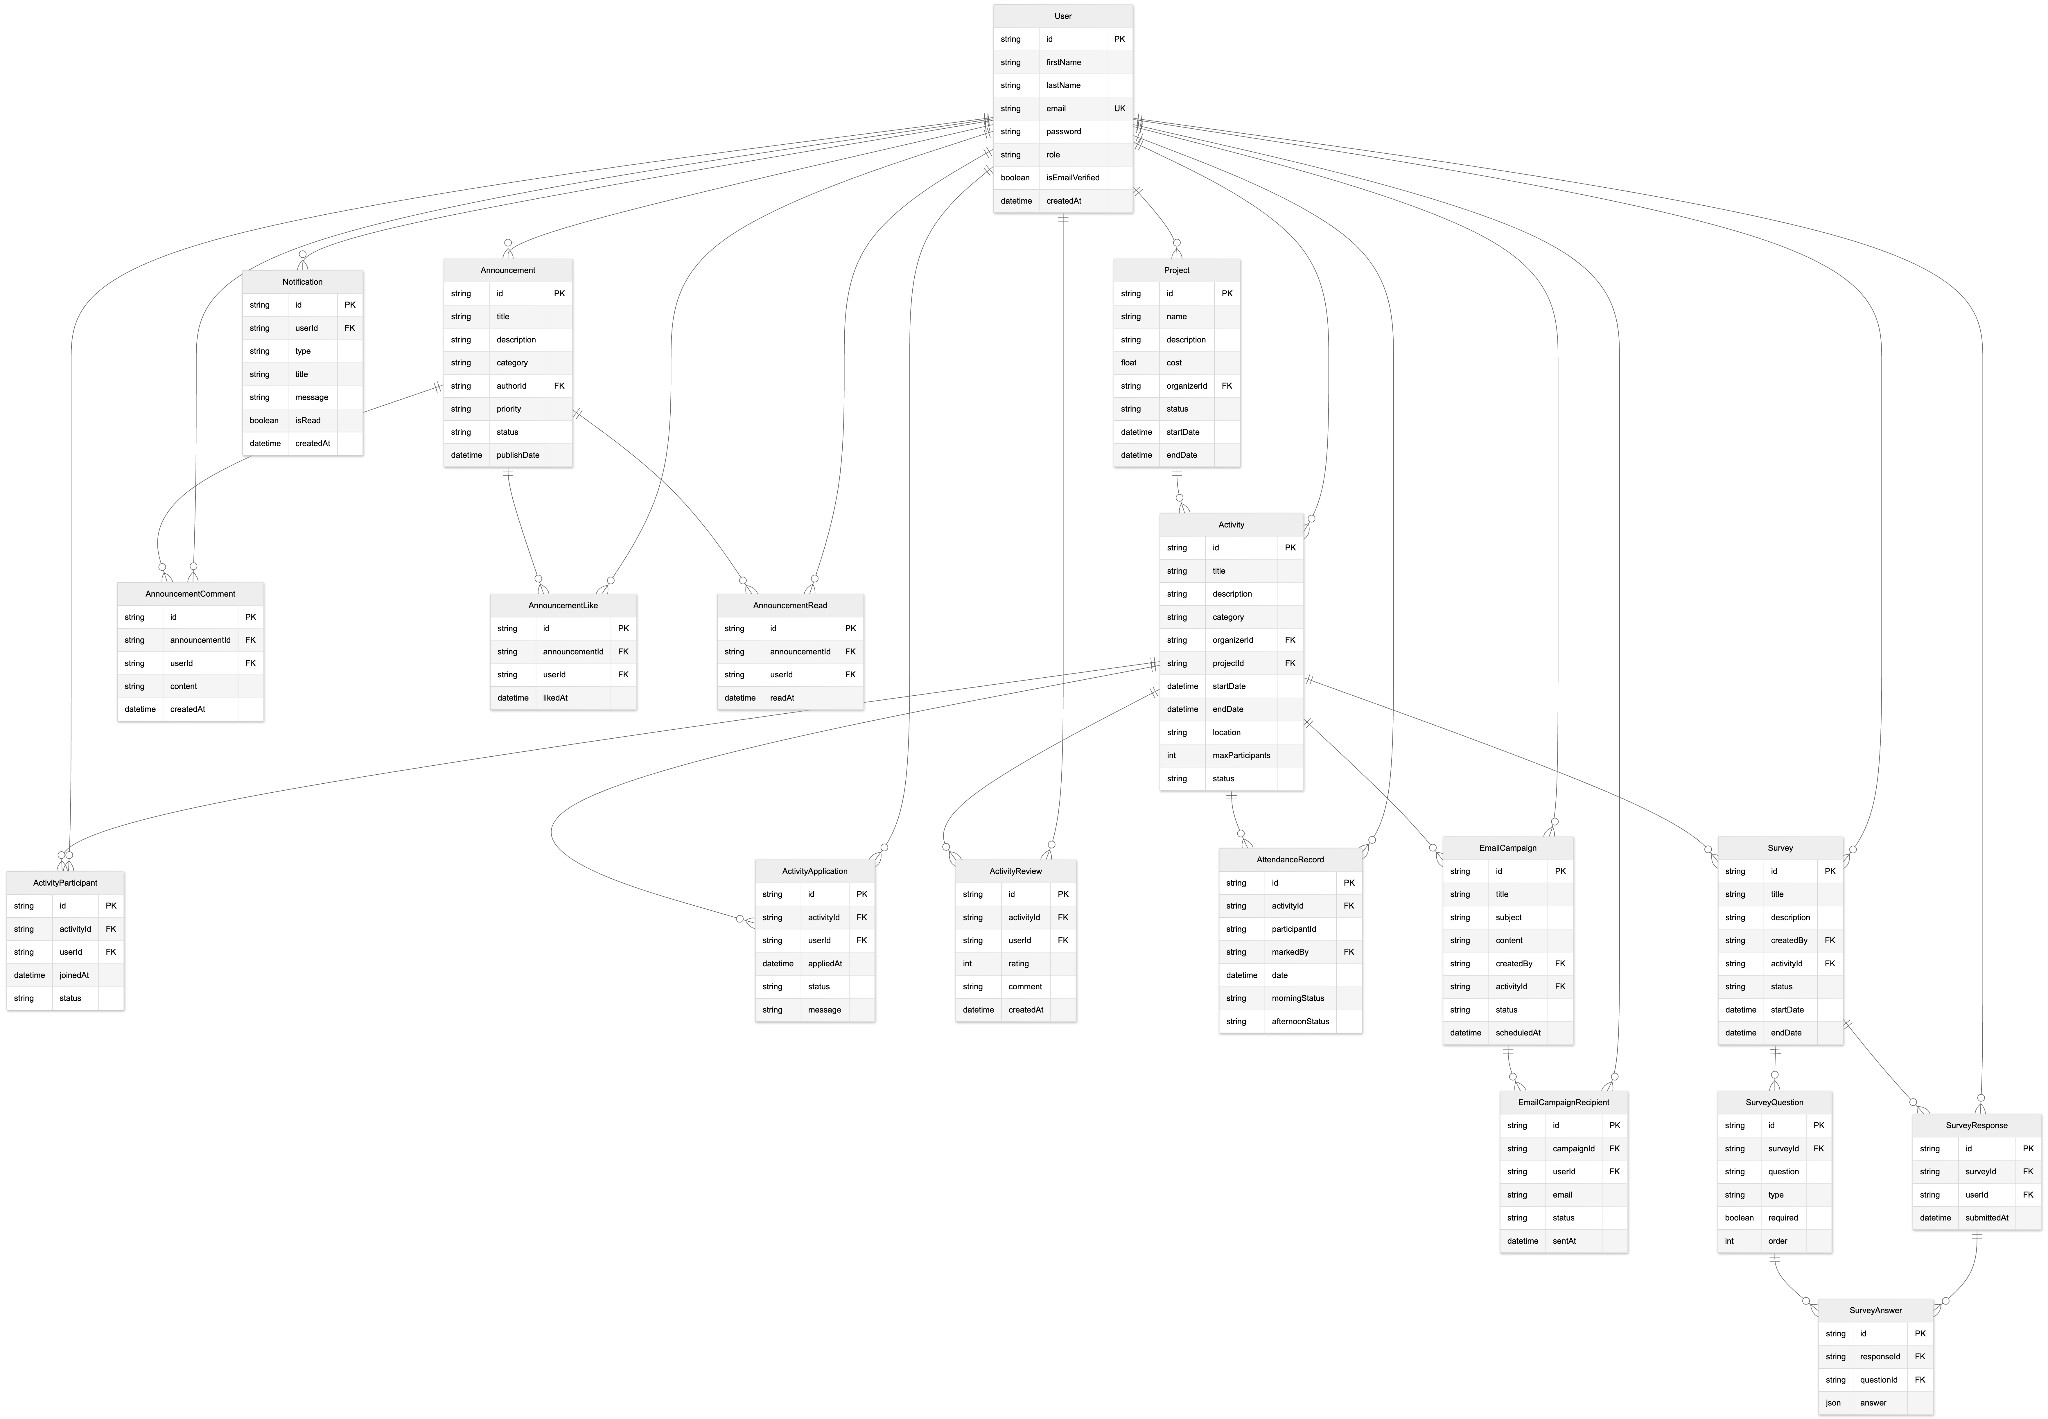 User
string id PK
string firstName
string lastName
string email UK
string password
string role
boolean isEmailVerified
datetime createdAt
Notification
string id PK
string userId FK
string type
string title
string message
boolean isRead
datetime createdAt
Announcement
string id PK
string title
string description
string category
string authorId FK
string priority
string status
datetime publishDate
Project
string id PK
string name
string description
float cost
string organizerId FK
string status
datetime startDate
datetime endDate
Activity
string id PK
string title
string description
string category
string organizerId FK
string projectId FK
datetime startDate
datetime endDate
string location
int maxParticipants
string status
AnnouncementComment
string id PK
string announcementId FK
string userId FK
string content
datetime createdAt
AnnouncementLike
string id PK
string announcementId FK
string userId FK
datetime likedAt
AnnouncementRead
string id PK
string announcementId FK
string userId FK
datetime readAt
ActivityParticipant
string id PK
string activityId FK
string userId FK
datetime joinedAt
string status
ActivityApplication
string id PK
string activityId FK
string userId FK
datetime appliedAt
string status
string message
ActivityReview
string id PK
string activityId FK
string userId FK
int rating
string comment
datetime createdAt
AttendanceRecord
string id PK
string activityId FK
string participantId
string markedBy FK
datetime date
string morningStatus
string afternoonStatus
EmailCampaign
string id PK
string title
string subject
string content
string createdBy FK
string activityId FK
string status
datetime scheduledAt
Survey
string id PK
string title
string description
string createdBy FK
string activityId FK
string status
datetime startDate
datetime endDate
EmailCampaignRecipient
string id PK
string campaignId FK
string userId FK
string email
string status
datetime sentAt
SurveyQuestion
string id PK
string surveyId FK
string question
string type
boolean required
int order
SurveyResponse
string id PK
string surveyId FK
string userId FK
datetime submittedAt
SurveyAnswer
string id PK
string responseId FK
string questionId FK
json answer